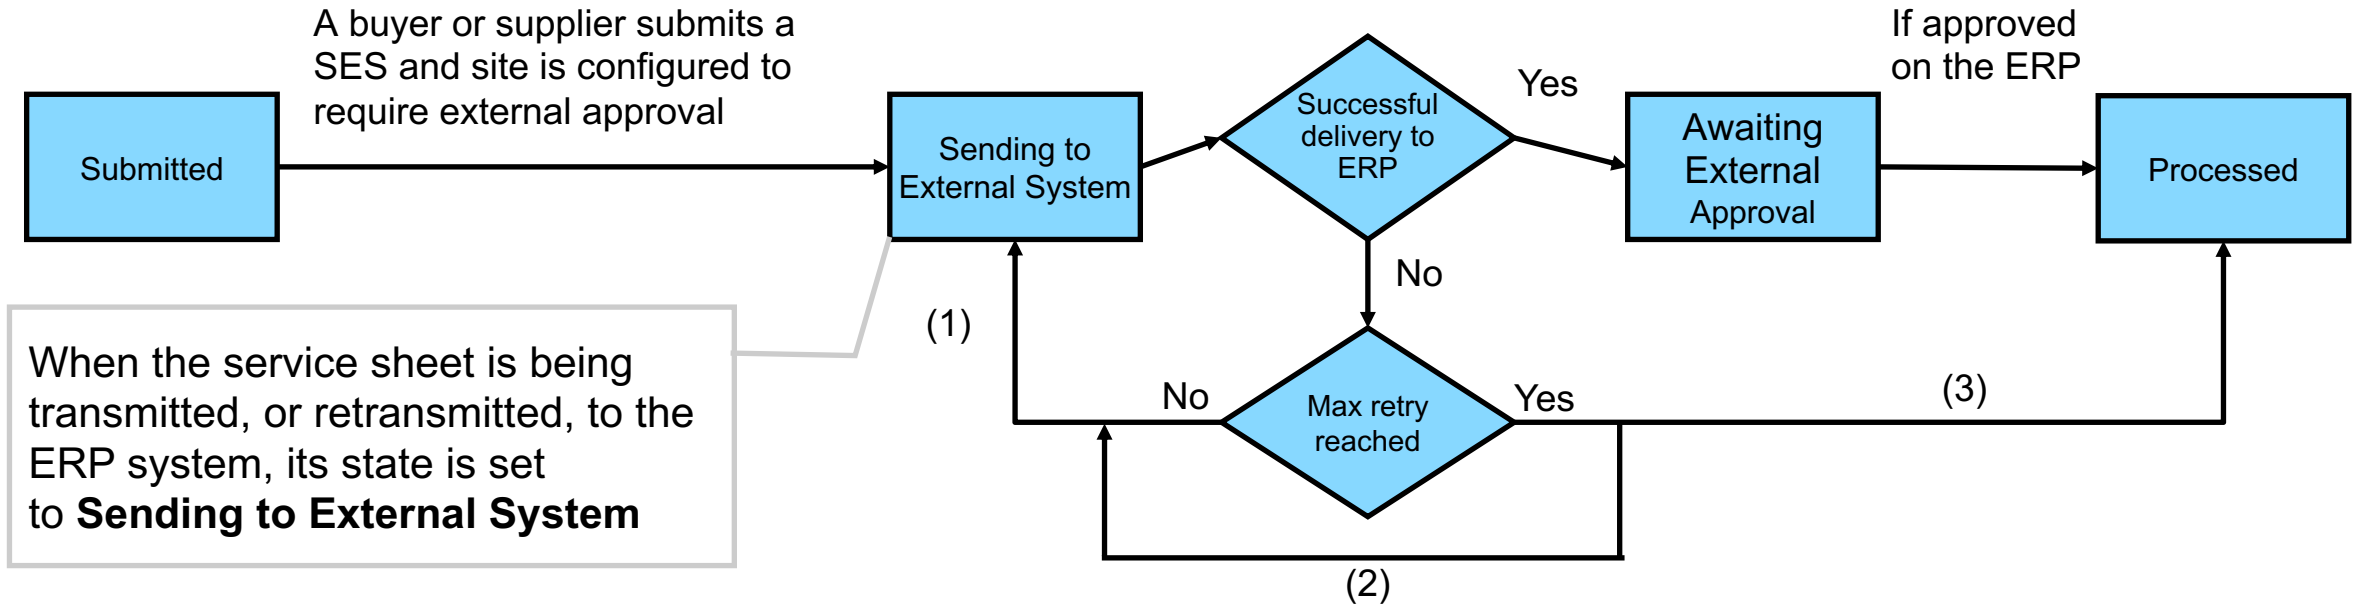 A buyer or supplier submits a
SES and site is configured to
require external approval
If approved
on the ERP
Submitted
Sending to
External System
Successful
delivery to
ERP
Yes
Awaiting
External
Approval
Processed
No
(1)
When the service sheet is being
transmitted, or retransmitted, to the
ERP system, its state is set
to Sending to External System
No
Max retry
reached
Yes
(3)
(2)